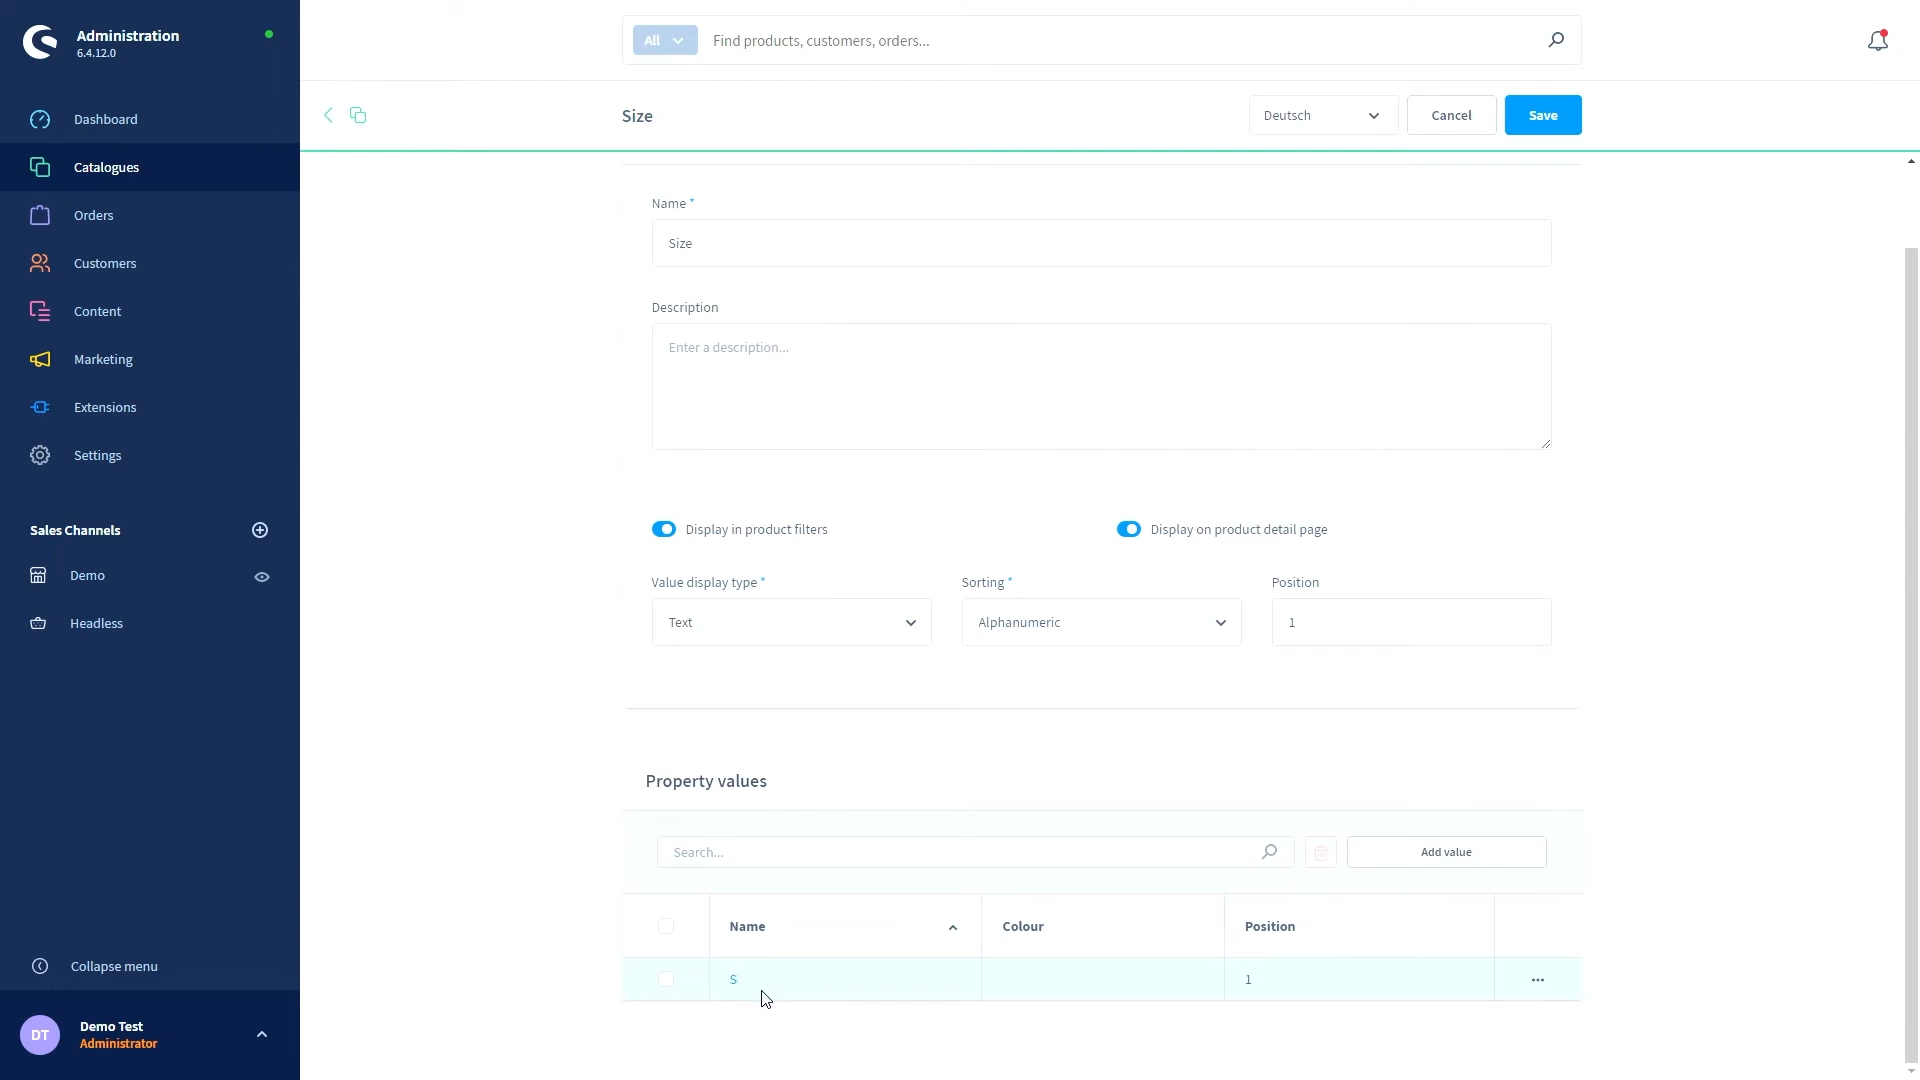 Administration
6.4.12.0
All
Find products, customers, orders...
Dashboard
Catalogues
Orders
Customers
Content
Marketing
Extensions
Settings
Sales Channels
Demo
Headless
Collapse menu
DT
Demo Test
Administrator
Size
Deutsch
Cancel
Save
Name *
Size
Description
Enter a description...
Display in product filters
Display on product detail page
Value display type *
Sorting *
Position
Text
Alphanumeric
1
Property values
Search...
Add value
Name
Colour
Position
S
1